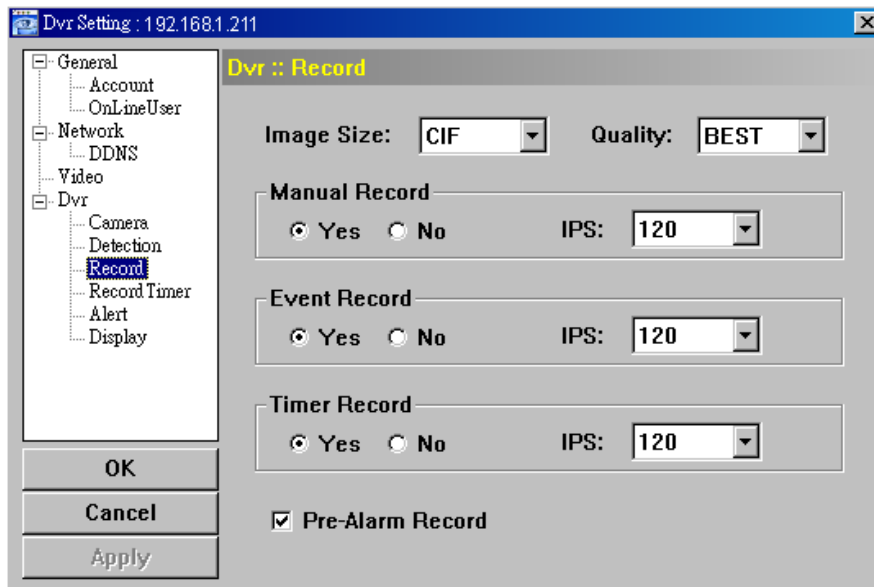 Dvr Setting : 192.168.1.211
General
Account
OnLineUser
Network
DDNS
Video
Dvr
Camera
Detection
Record
Record Timer
Alert
Display
OK
Cancel
Apply
Dvr :: Record
Image Size: CIF Quality: BEST
Manual Record
Yes No IPS: 120
Event Record
Yes No IPS: 120
Timer Record
Yes No IPS: 120
Pre-Alarm Record